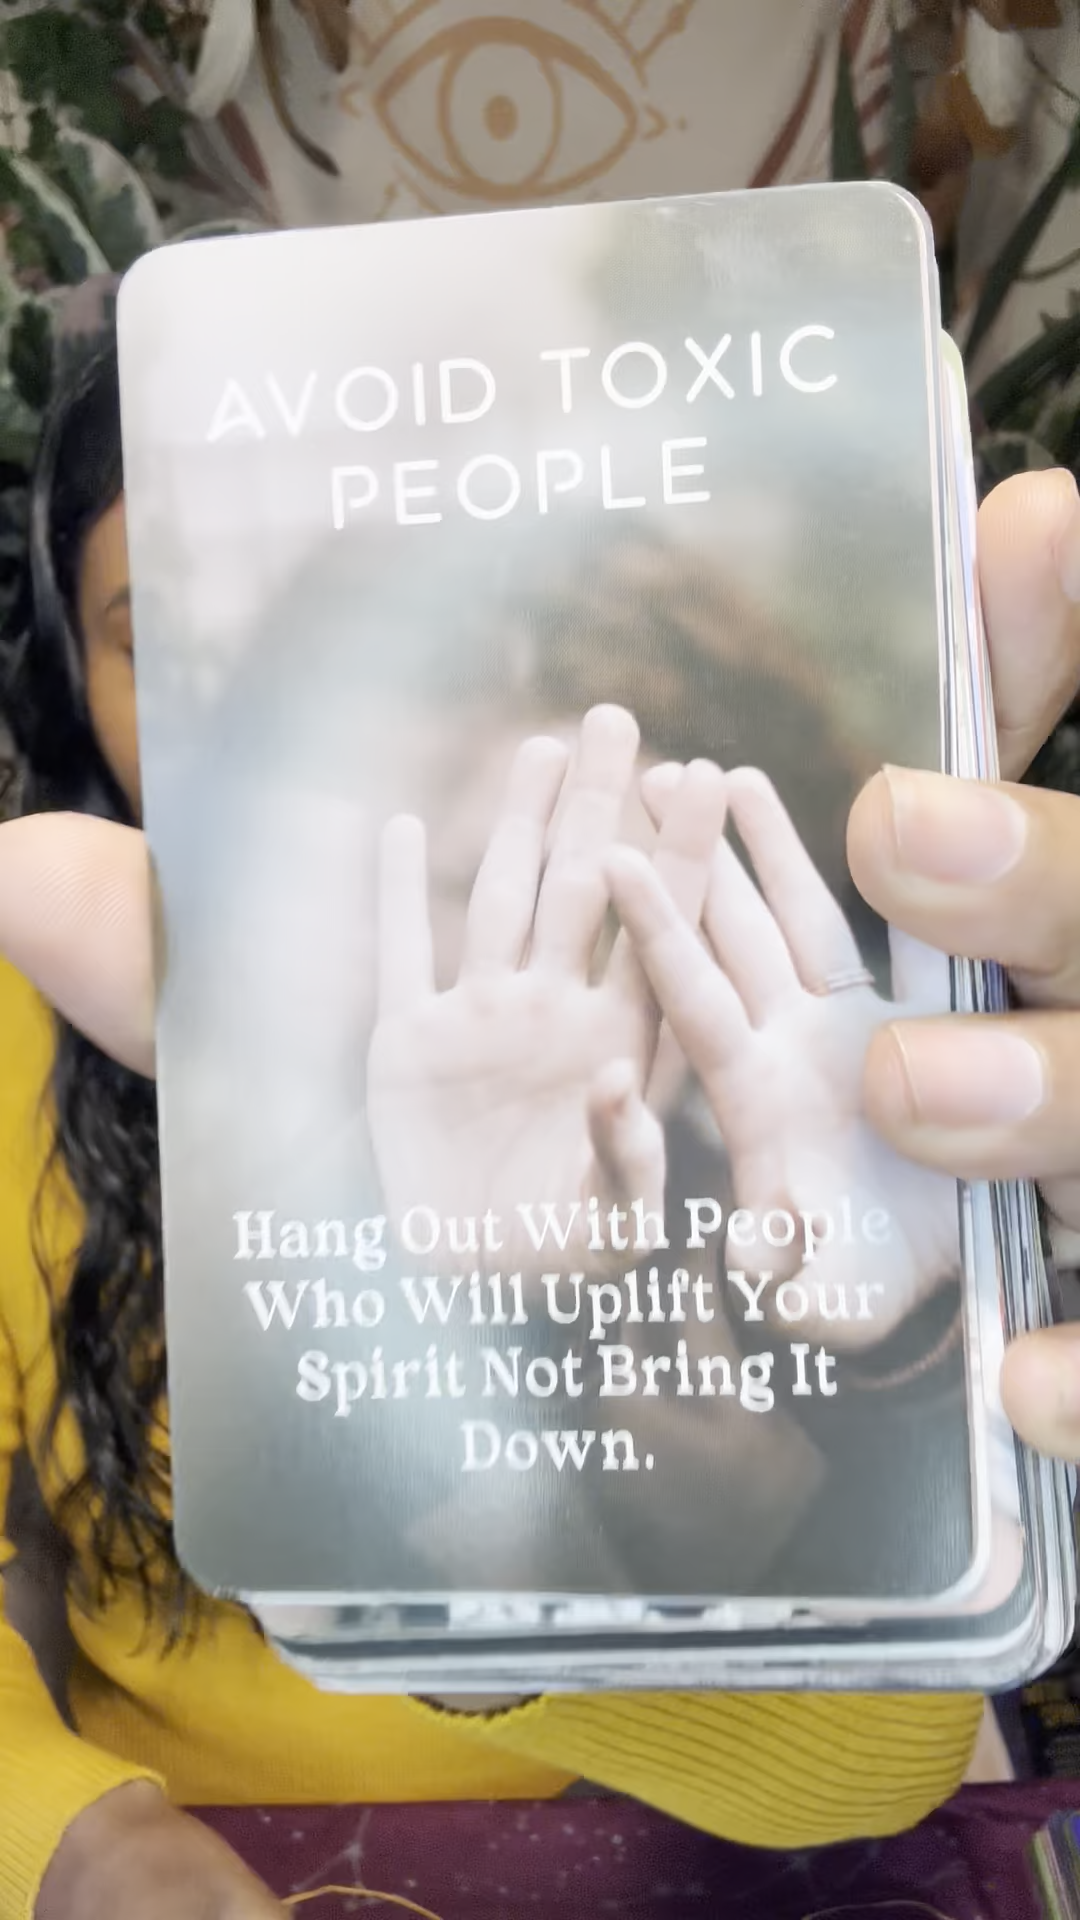 AVOID TOXIC
PEOPLE
Hang Out With People
Who Will Uplift Your
Spirit Not Bring It
Down.